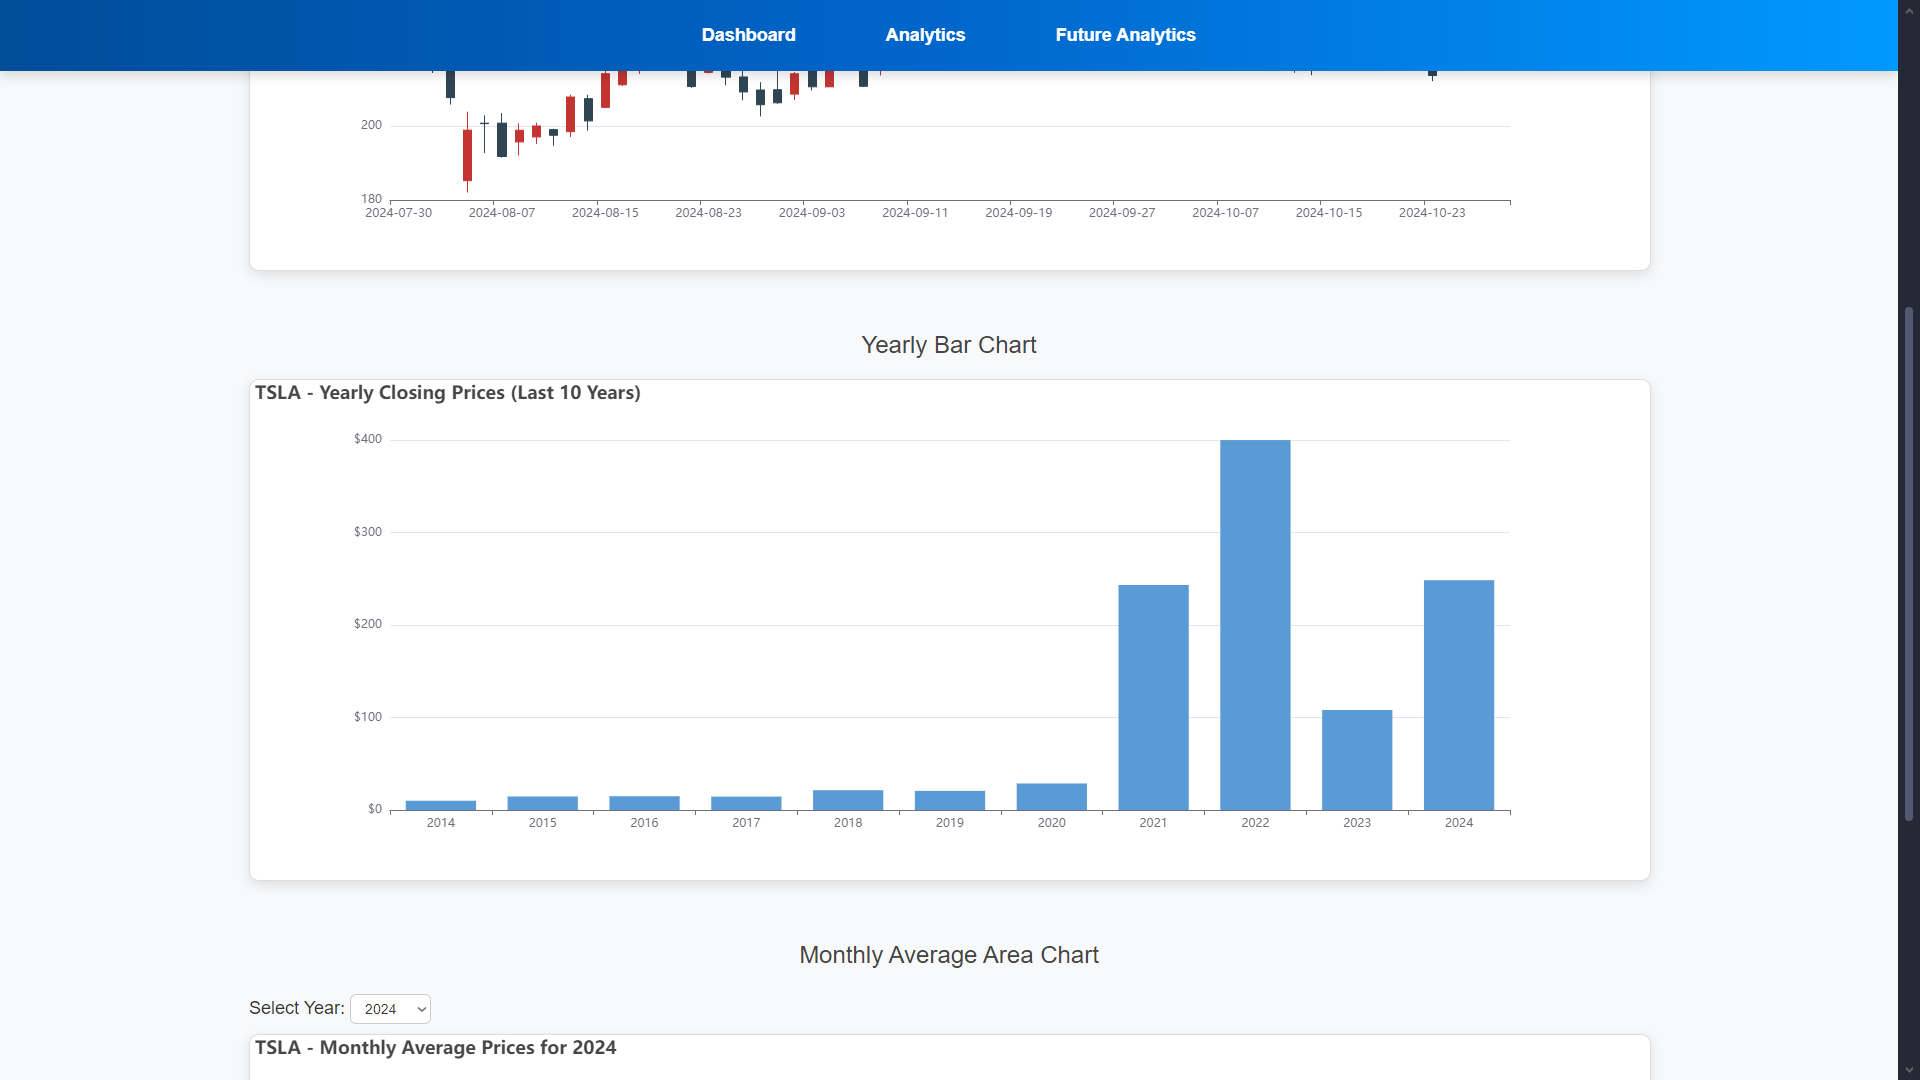 Dashboard Analytics Future Analytics
200
180
2024-07-30 2024-08-07 2024-08-15 2024-08-23 2024-09-03 2024-09-11 2024-09-19 2024-09-27 2024-10-07 2024-10-15 2024-10-23
Yearly Bar Chart
TSLA - Yearly Closing Prices (Last 10 Years)
$400
$300
$200
$100
$0
2014 2015 2016 2017 2018 2019 2020 2021 2022 2023 2024
Monthly Average Area Chart
Select Year: 2024
TSLA - Monthly Average Prices for 2024